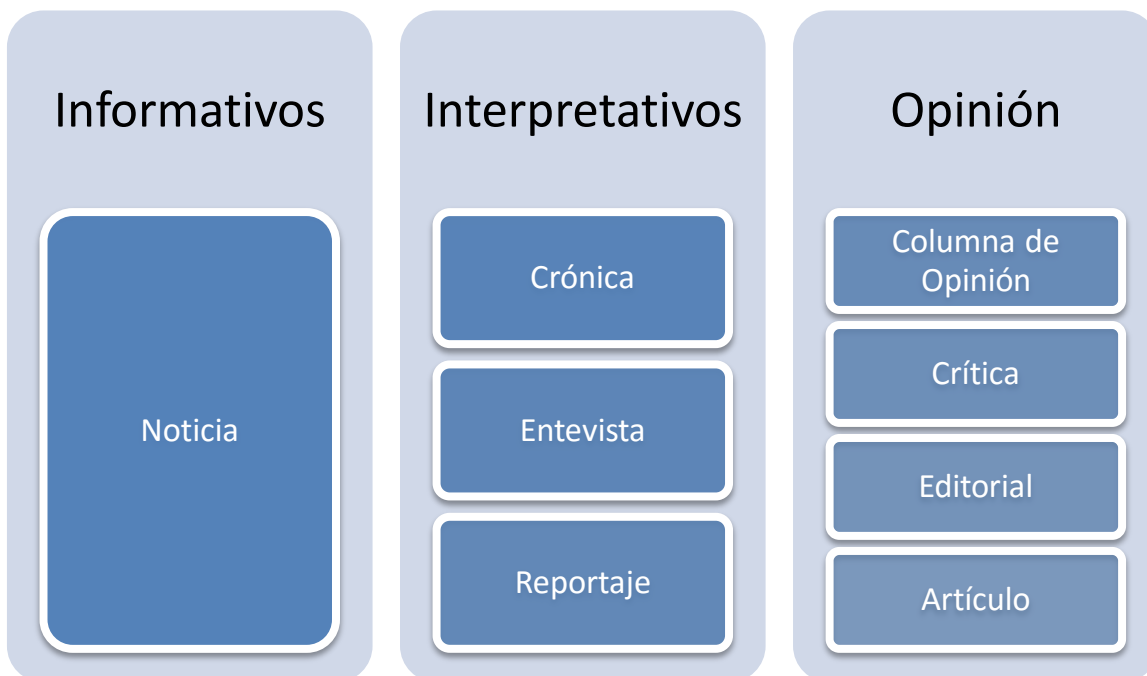 Informativos
Noticia
Interpretativos
Crónica
Entevista
Reportaje
Opinión
Columna de
Opinión
Crítica
Editorial
Artículo